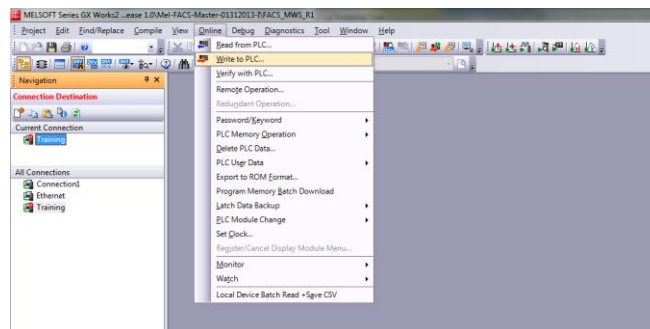 MELSOFT Series GX Works2 ...ease 1.0\Mel-FACS-Master-01312013-I\FACS_MWS_R1
Project Edit Find/Replace Compile View Online Debug Diagnostics Tool Window Help
Navigation
Connection Destination
Current Connection
Training
All Connections
Connection1
Ethernet
Training
Read from PLC...
Write to PLC...
Verify with PLC...
Remote Operation...
Redundant Operation...
Password/Keyword
PLC Memory Operation
Delete PLC Data...
PLC User Data
Export to ROM Format...
Program Memory Batch Download
Latch Data Backup
PLC Module Change
Set Clock...
Register/Cancel Display Module Menu...
Monitor
Watch
Local Device Batch Read +Save CSV